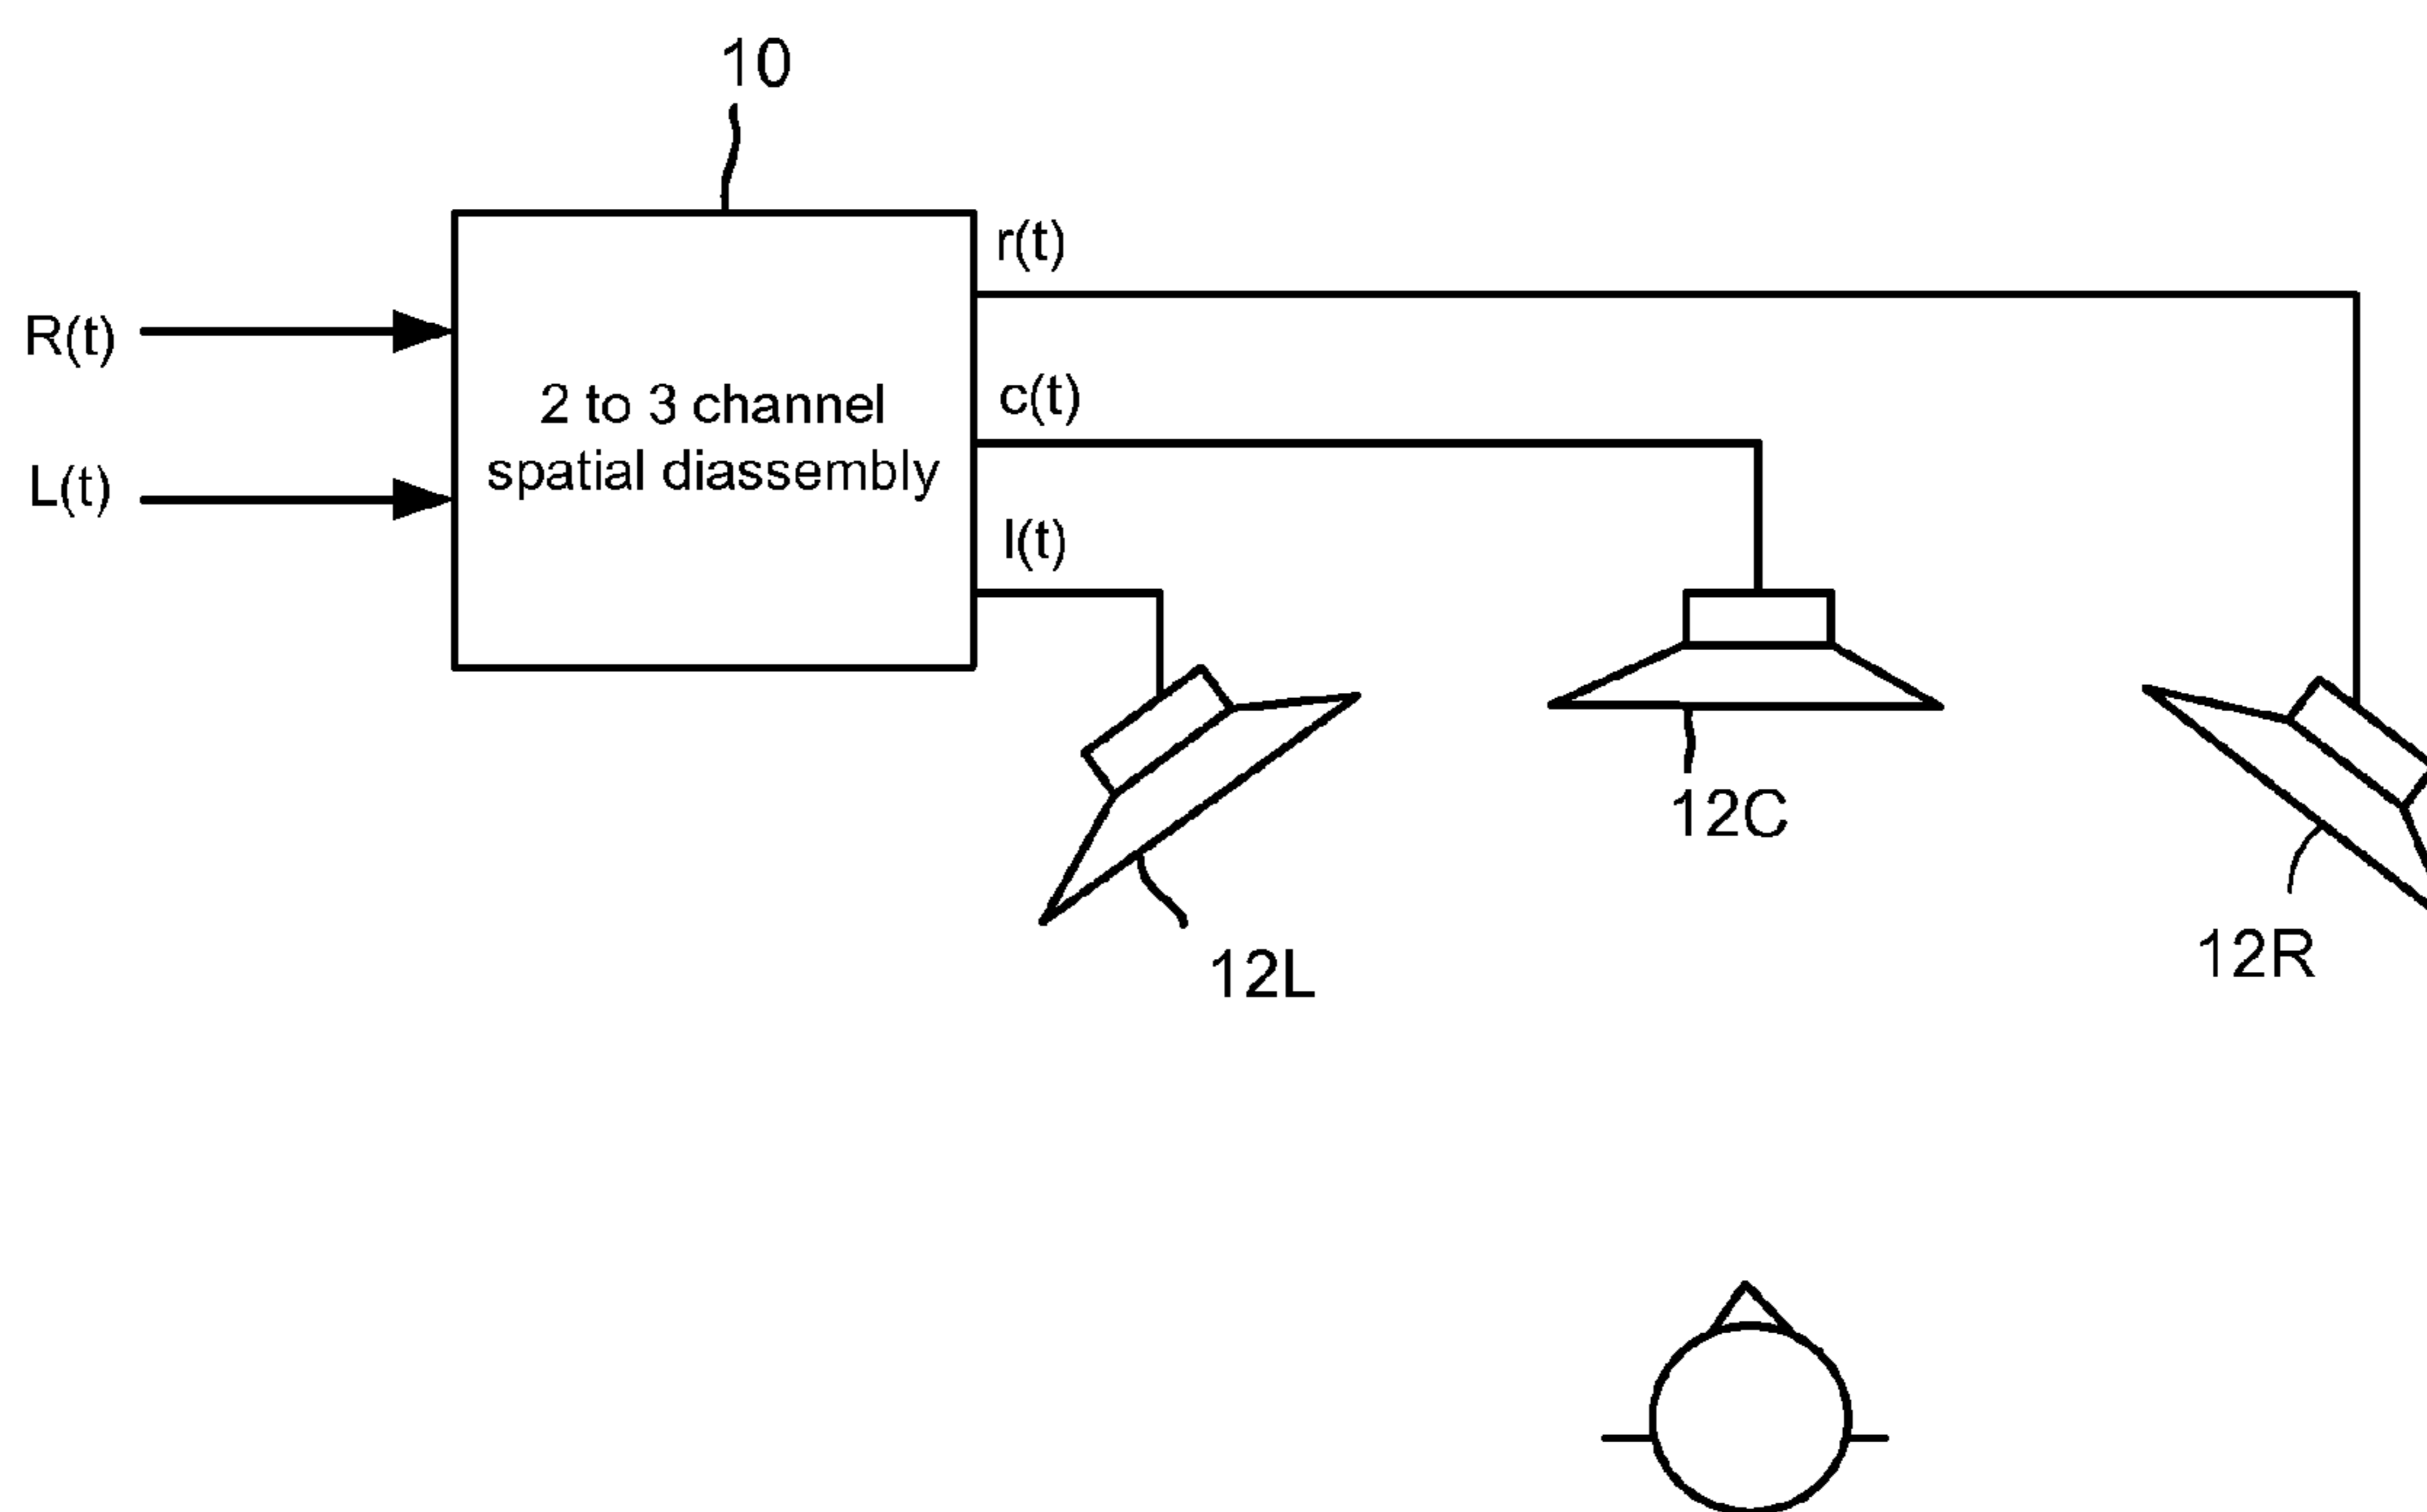 10
R(t)
L(t)
2 to 3 channel
spatial diassembly
r(t)
c(t)
l(t)
12L
12C
12R